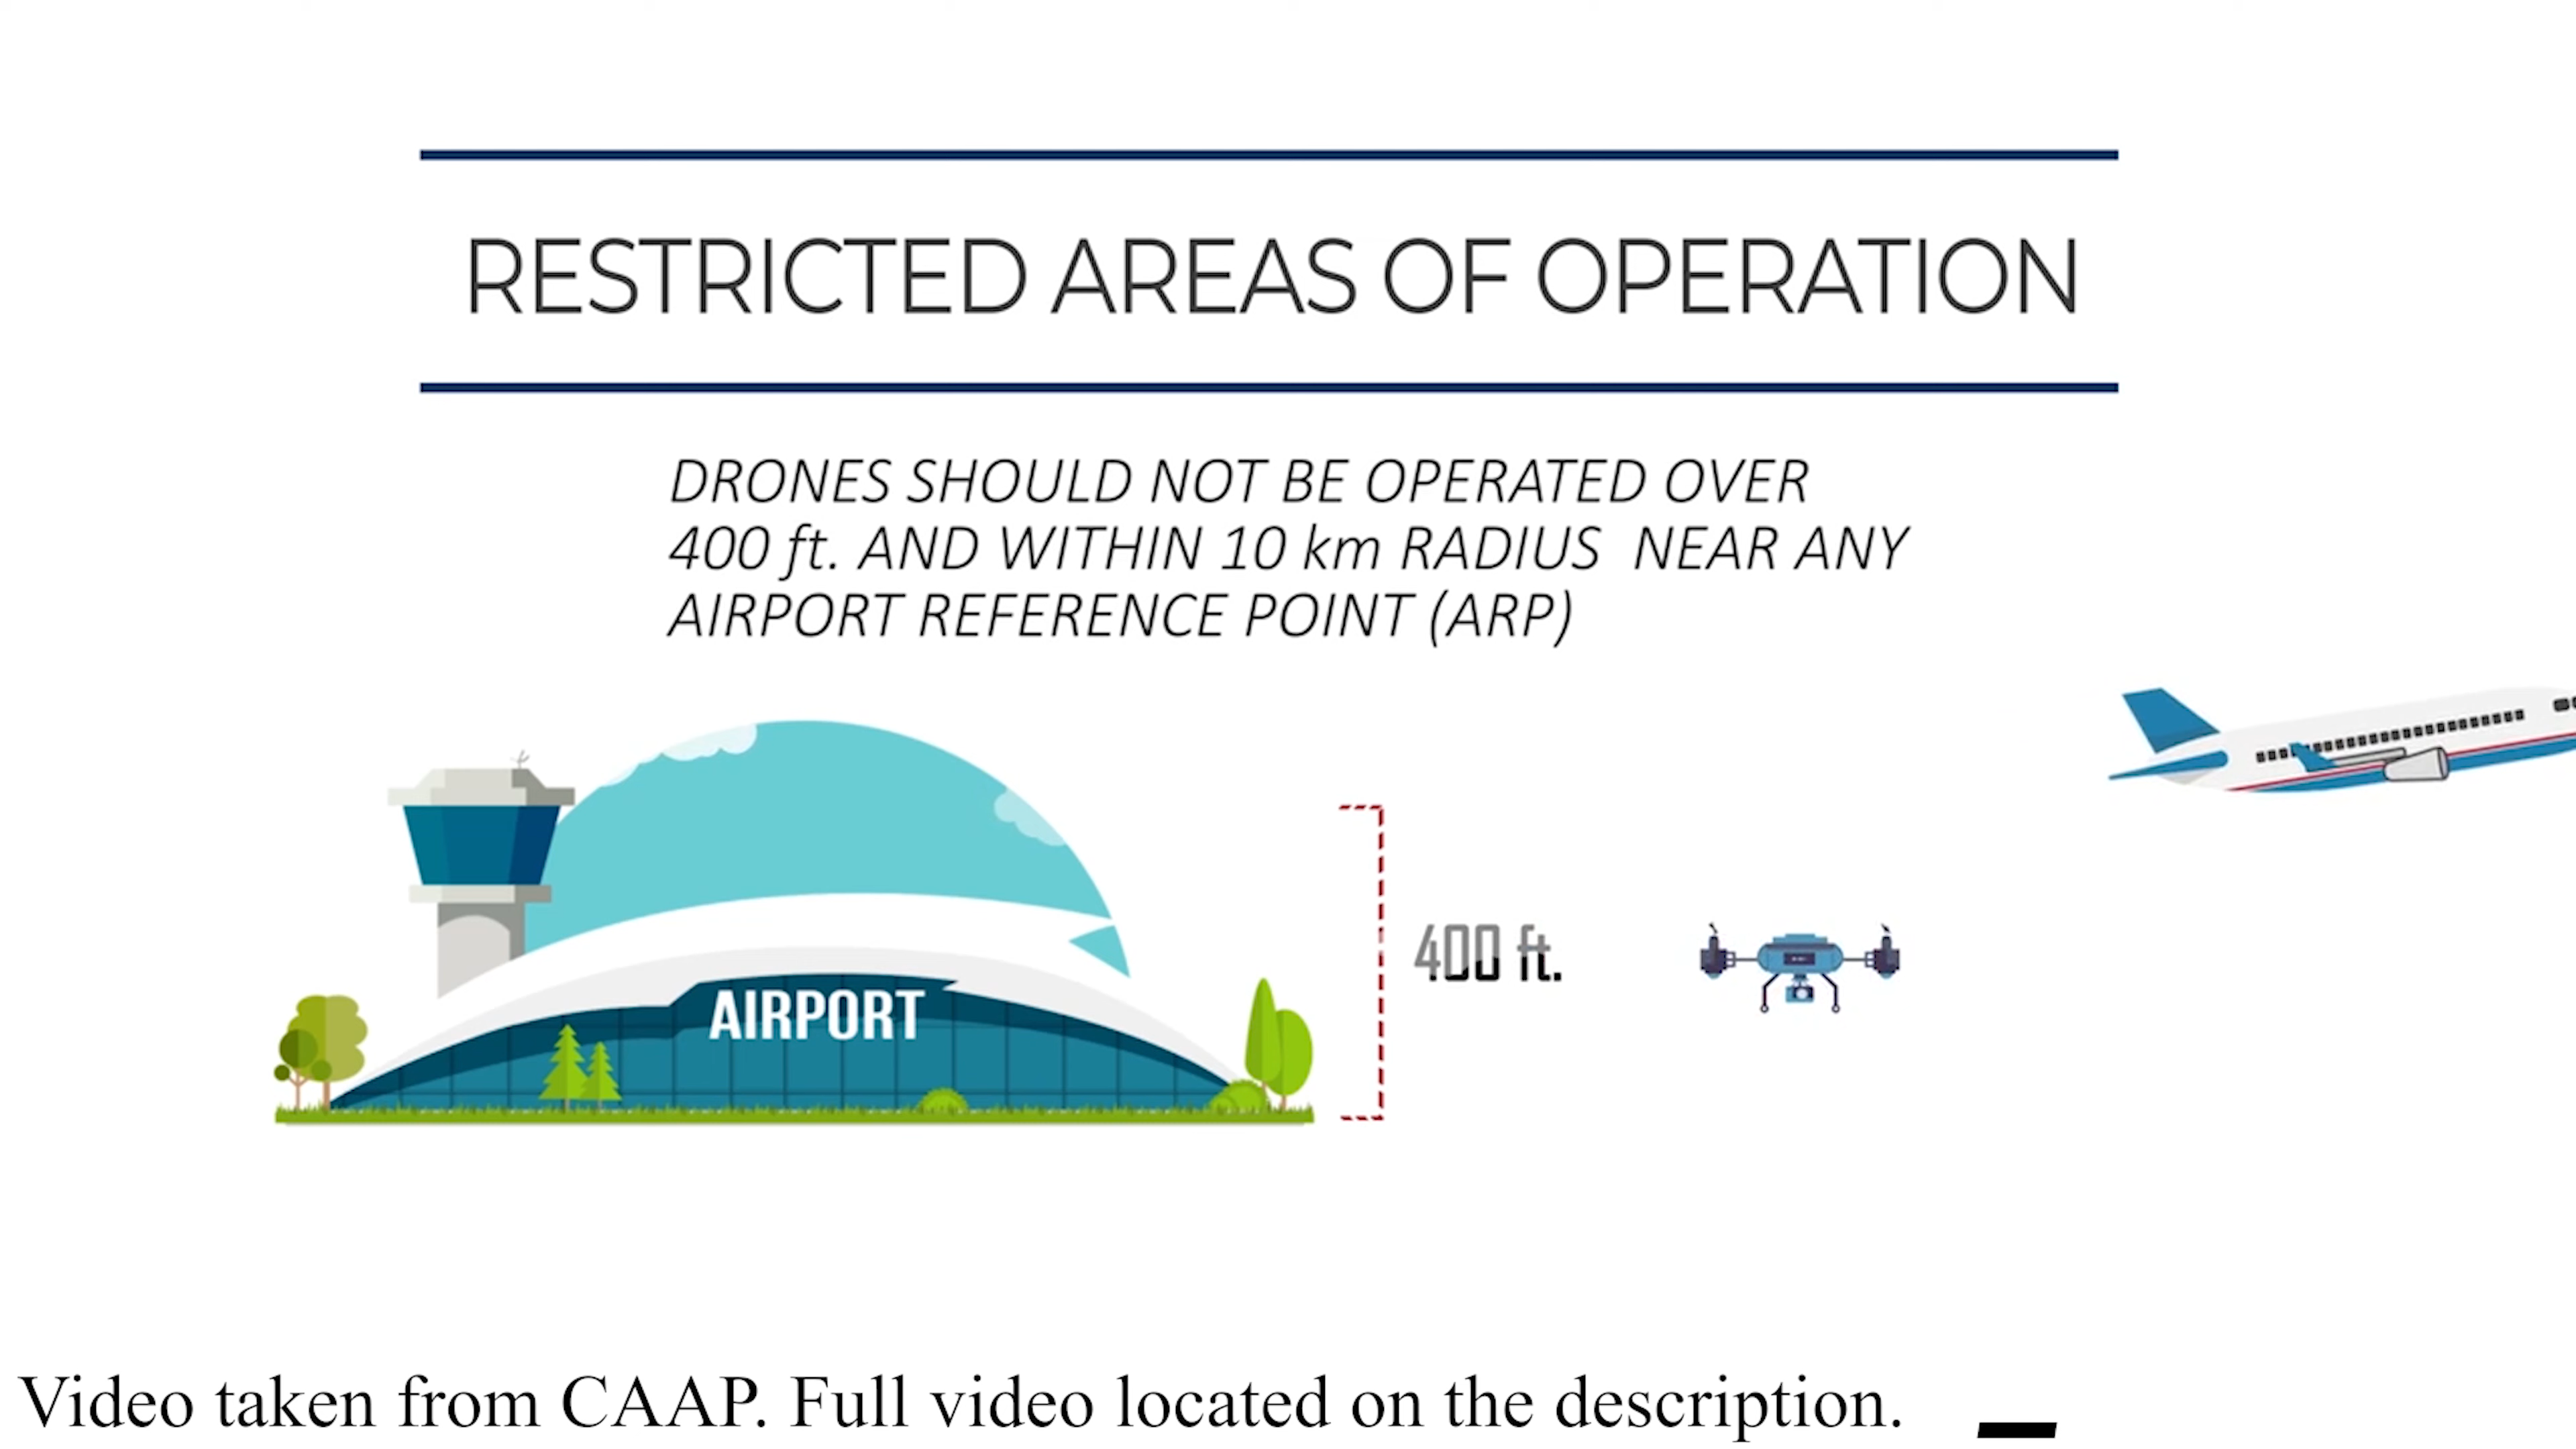 RESTRICTED AREAS OF OPERATION
DRONES SHOULD NOT BE OPERATED OVER
400 ft. AND WITHIN 10 km RADIUS NEAR ANY
AIRPORT REFERENCE POINT (ARP)
400 ft.
AIRPORT
Video taken from CAAP. Full video located on the description.